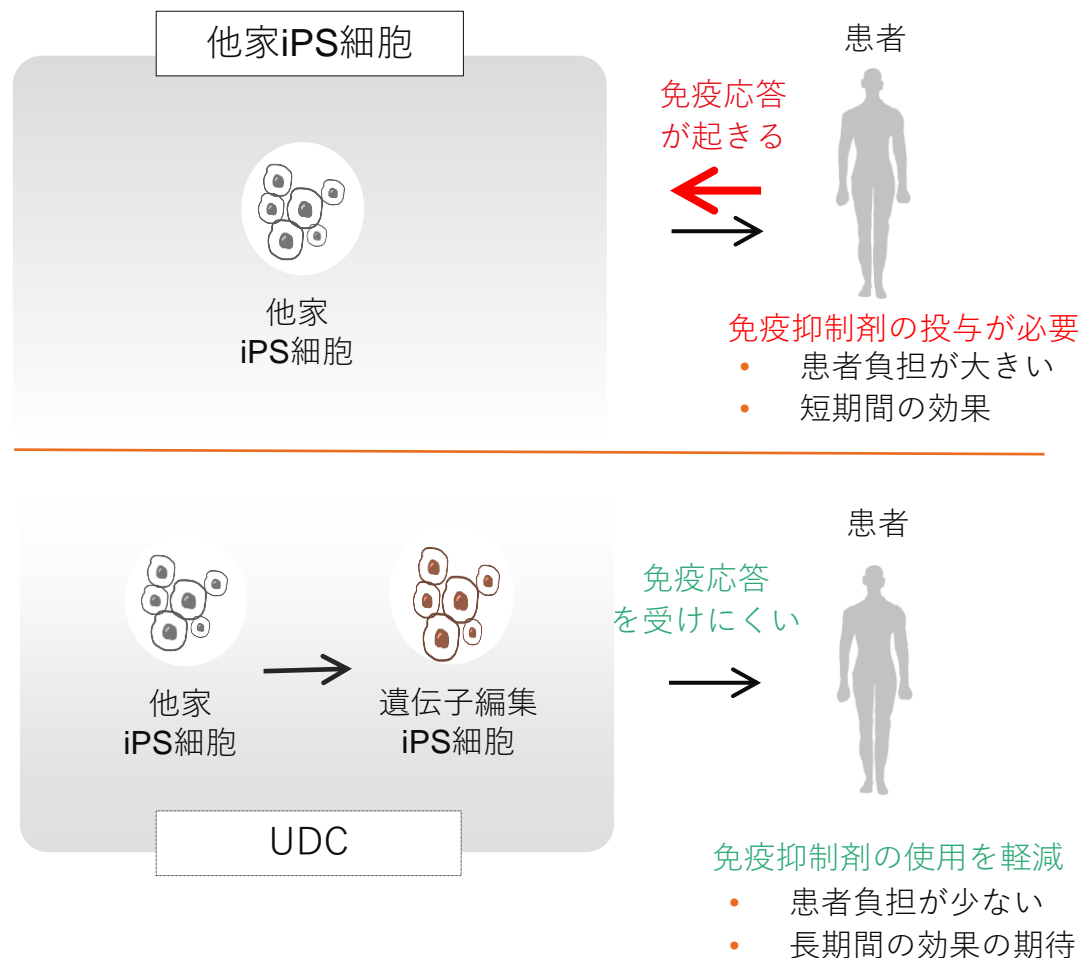 他家iPS細胞
患者
免疫応答
が起きる
他家
iPS細胞
免疫抑制剤の投与が必要
• 患者負担が大きい
• 短期間の効果
患者
免疫応答
を受けにくい
他家
iPS細胞
遺伝子編集
iPS細胞
UDC
免疫抑制剤の使用を軽減
• 患者負担が少ない
• 長期間の効果の期待